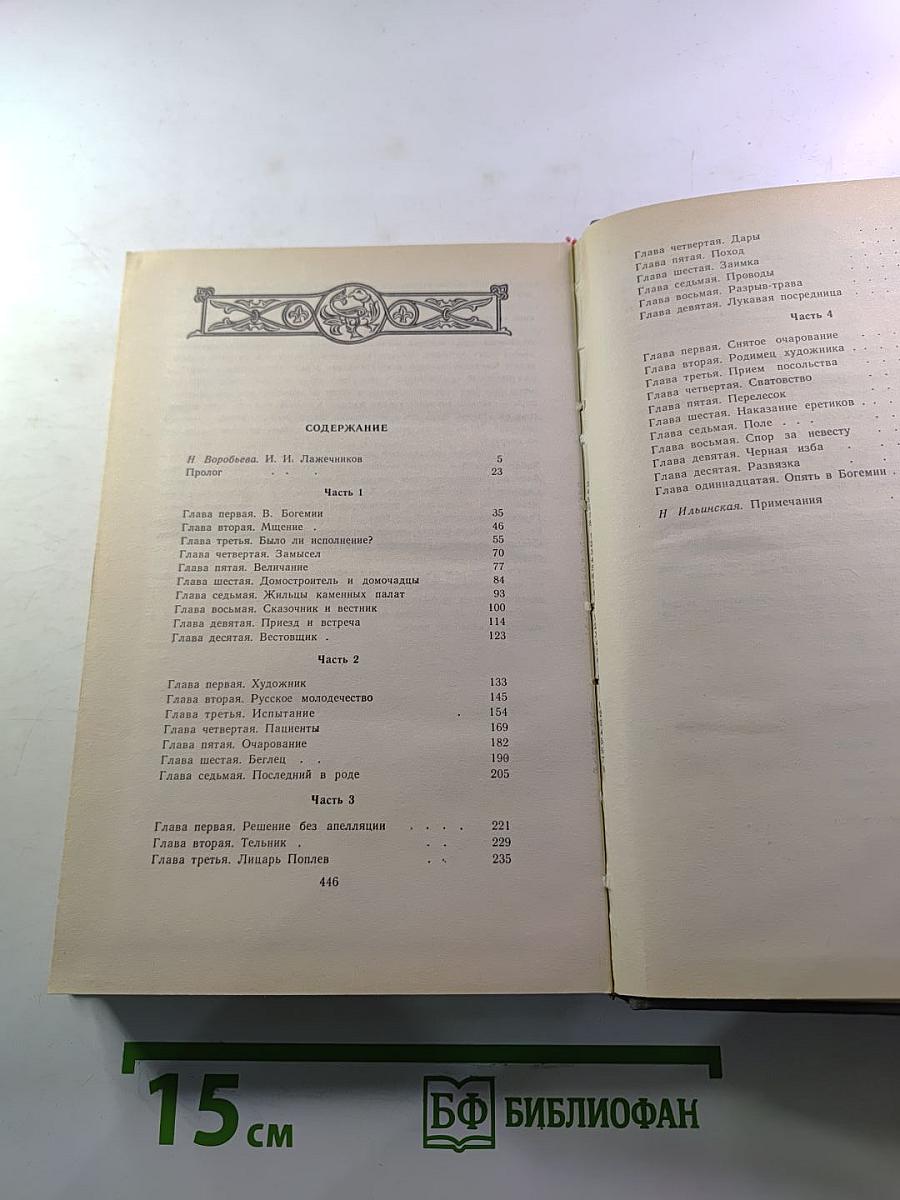 СОДЕРЖАНИЕ
Н Воробьева. И. И. Лажечников 5
Пролог . . . 23
Часть 1
Глава первая. В. Богемии 35
Глава вторая. Мщение . 46
Глава третья. Было ли исполнение? 55
Глава четвертая. Замысел 70
Глава пятая. Величание 77
Глава шестая. Домостроитель и домочадцы 84
Глава седьмая. Жильцы каменных палат 93
Глава восьмая. Сказочник и вестник 100
Глава девятая. Приезд и встреча 114
Глава десятая. Вестовщик . 123
Часть 2
Глава первая. Художник 133
Глава вторая. Русское молодечество 145
Глава третья. Испытание . 154
Глава четвертая. Пациенты 169
Глава пятая. Очарование 182
Глава шестая. Беглец . . 190
Глава седьмая. Последний в роде 205
Часть 3
Глава первая. Решение без апелляции . . . . 221
Глава вторая. Тельник . . . 229
Глава третья. Лицарь Поплев . . 235
446
Глава четвертая. Дары . .
Глава пятая. Поход
Глава шестая. Заимка
Глава седьмая. Проводы . . . .
Глава восьмая. Разрыв-трава . .
Глава девятая. Лукавая посредница . . .
Часть 4
Глава первая. Снятое очарование . . .
Глава вторая. Родимец художника . . . .
Глава третья. Прием посольства . . .
Глава четвертая. Сватовство . .
Глава пятая. Перелесок
Глава шестая. Наказание еретиков . . .
Глава седьмая. Поле . . . . .
Глава восьмая. Спор за невесту . .
Глава девятая. Черная изба . .
Глава десятая. Развязка . .
Глава одиннадцатая. Опять в Богемии .
Н Ильинская. Примечания .
15 см
БФ БИБЛИОФАН